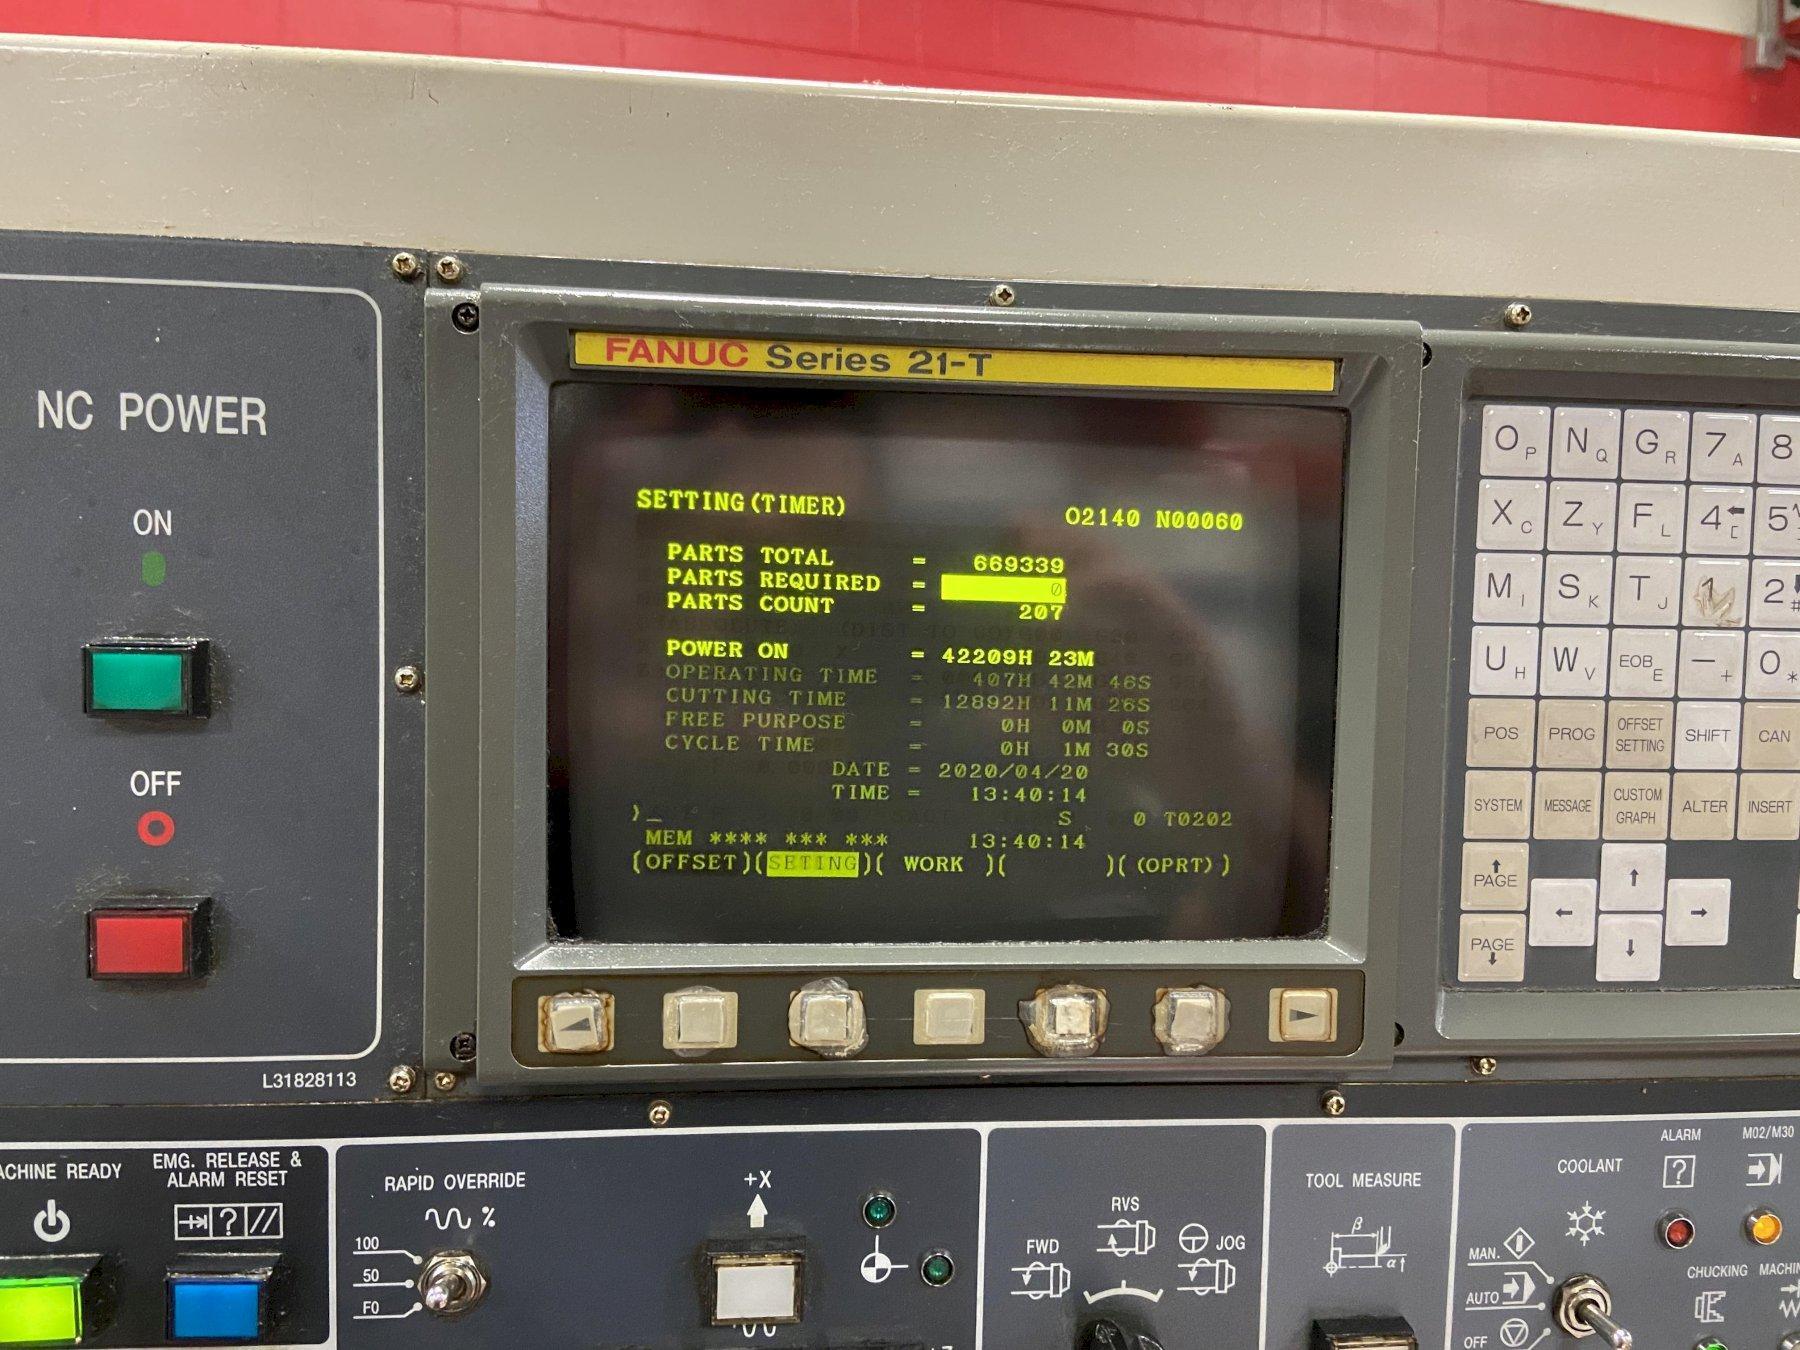 FANUC Series 21-T
NC POWER
ON
OFF
L31828113
SETTING(TIMER)
O2140 N00060
PARTS TOTAL = 669339
PARTS REQUIRED = 0
PARTS COUNT = 207
POWER ON = 42209H 23M
OPERATING TIME = 407H 42M 46S
CUTTING TIME = 12892H 11M 26S
FREE PURPOSE = 0H 0M 0S
CYCLE TIME = 0H 1M 30S
DATE = 2020/04/20
TIME = 13:40:14
)_ S 0 T0202
MEM **** *** *** 13:40:14
(OFFSET)(SETING)( WORK )( )( (OPRT) )
OP NQ GR 7A 8
XC ZY FL 4[ 5
MI SK TJ 1 2#
UH WV EOBE -+ 0*
POS PROG OFFSET SETTING SHIFT CAN
SYSTEM MESSAGE CUSTOM GRAPH ALTER INSERT
PAGE
PAGE
ACHINE READY
EMG. RELEASE &
ALARM RESET
?
//
RAPID OVERRIDE
%
100
50
F0
+X
FWD
RVS
JOG
TOOL MEASURE
β
α
COOLANT
MAN.
AUTO
OFF
ALARM
?
M02/M30
CHUCKING
MACHIN